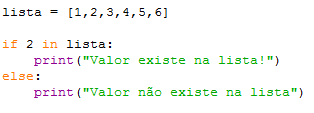 lista = [1,2,3,4,5,6]
if 2 in lista:
    print("Valor existe na lista!")
else:
    print("Valor não existe na lista")